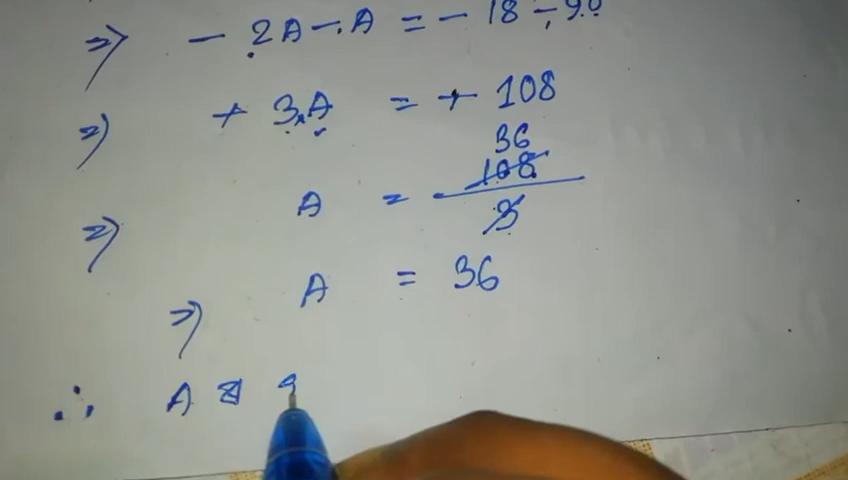 ⇒ - 2A - A = - 18 - 90
⇒ + 3A = + 108
⇒ A = 36 108 / 3
⇒ A = 36
∴ A